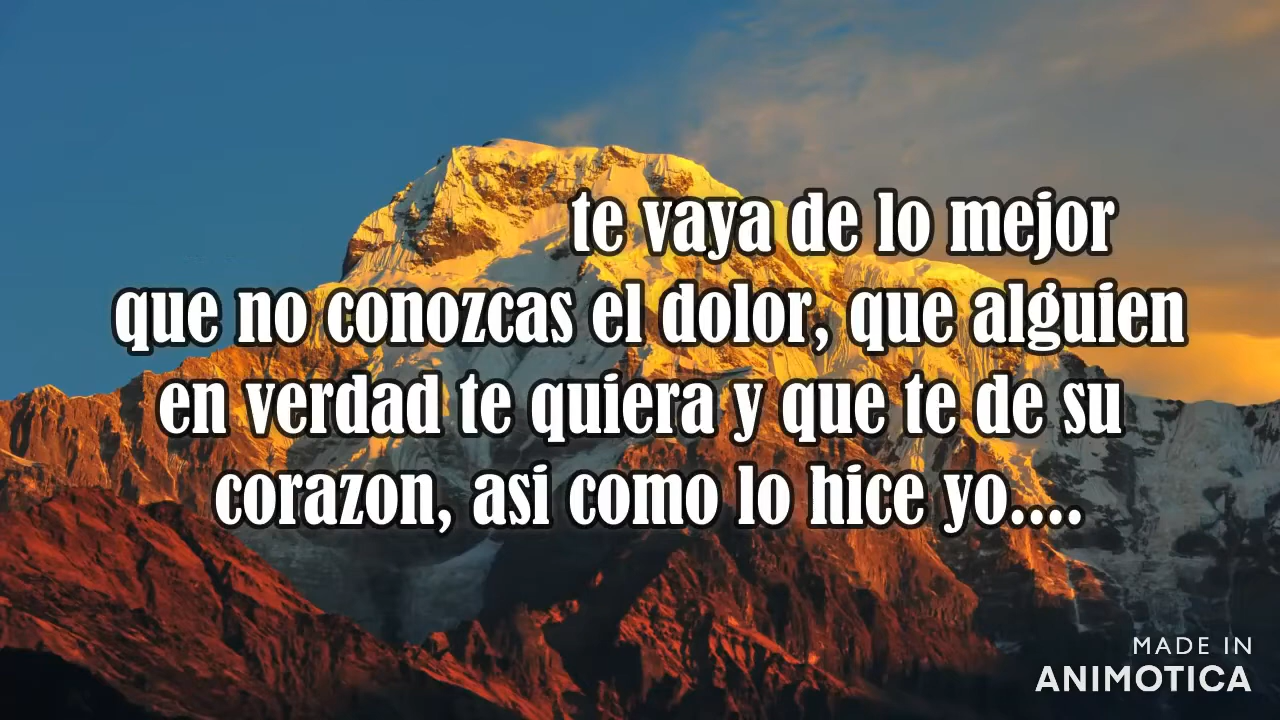 te vaya de lo mejor
que no conozcas el dolor, que alguien
en verdad te quiera y que te de su
corazon, asi como lo hice yo....
MADE IN
ANIMOTICA